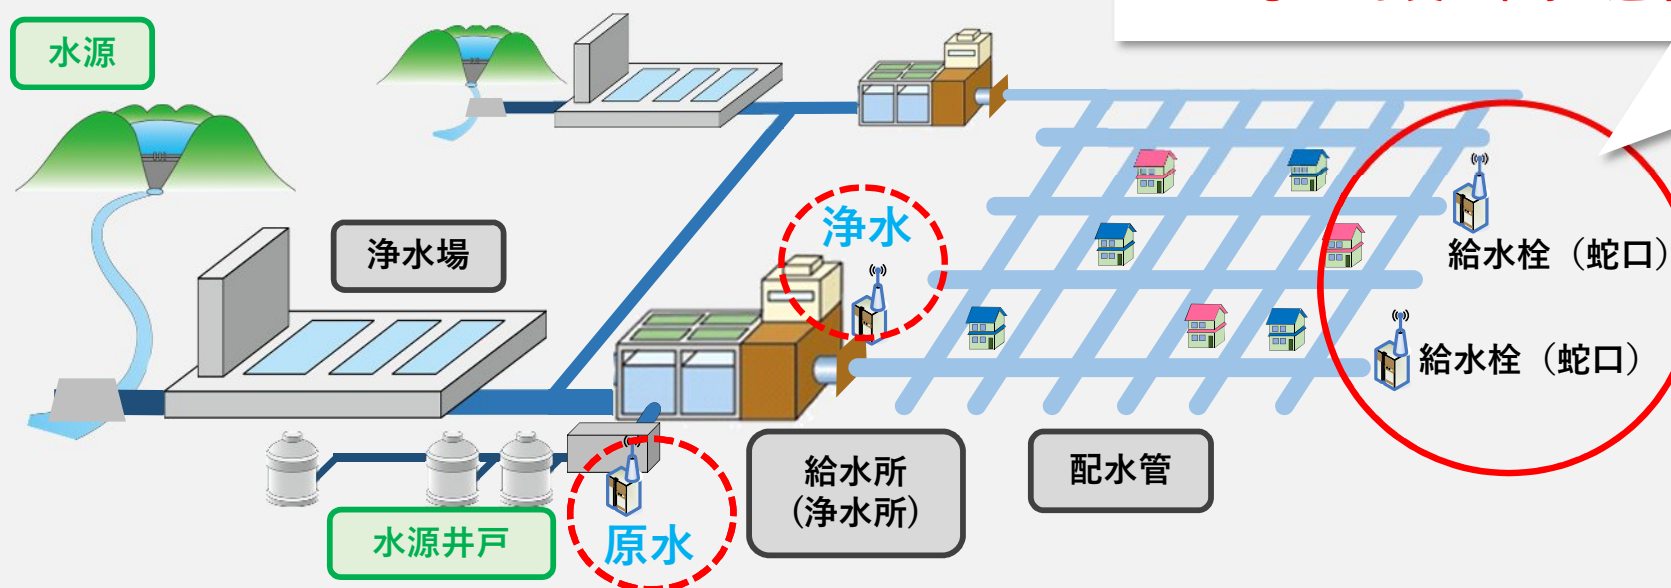 水源
浄水場
浄水
給水栓（蛇口）
給水栓（蛇口）
給水所
（浄水所）
配水管
水源井戸
原水